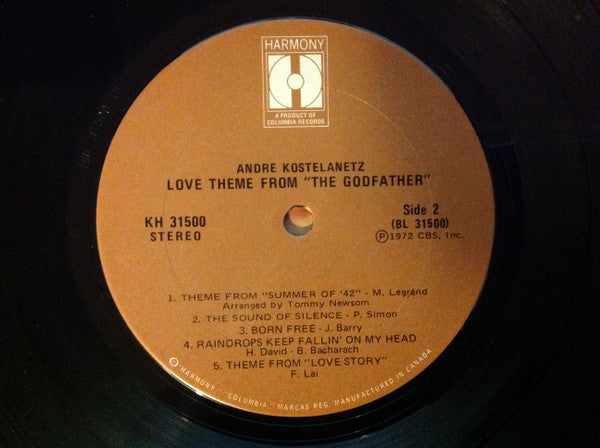 HARMONY
A PRODUCT OF
COLUMBIA RECORDS
ANDRE KOSTELANETZ
LOVE THEME FROM "THE GODFATHER"
KH 31500
STEREO
Side 2
(BL 31500)
Ⓟ1972 CBS, Inc.
1. THEME FROM "SUMMER OF '42" - M. Legrand
Arranged by Tommy Newsom
2. THE SOUND OF SILENCE - P. Simon
3. BORN FREE - J. Barry
4. RAINDROPS KEEP FALLIN' ON MY HEAD
H. David - B. Bacharach
5. THEME FROM "LOVE STORY"
F. Lai
"HARMONY" "COLUMBIA," MARCAS REG. MANUFACTURED IN CANADA